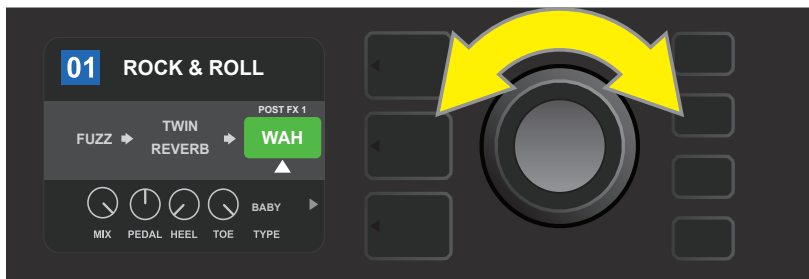 01 ROCK & ROLL
POST FX 1
FUZZ TWIN REVERB WAH
BABY
MIX PEDAL HEEL TOE TYPE